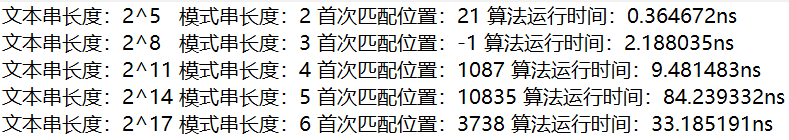 文本串长度：2^5   模式串长度：2 首次匹配位置：21 算法运行时间：0.364672ns
文本串长度：2^8   模式串长度：3 首次匹配位置：-1 算法运行时间：2.188035ns
文本串长度：2^11 模式串长度：4 首次匹配位置：1087 算法运行时间：9.481483ns
文本串长度：2^14 模式串长度：5 首次匹配位置：10835 算法运行时间：84.239332ns
文本串长度：2^17 模式串长度：6 首次匹配位置：3738 算法运行时间：33.185191ns